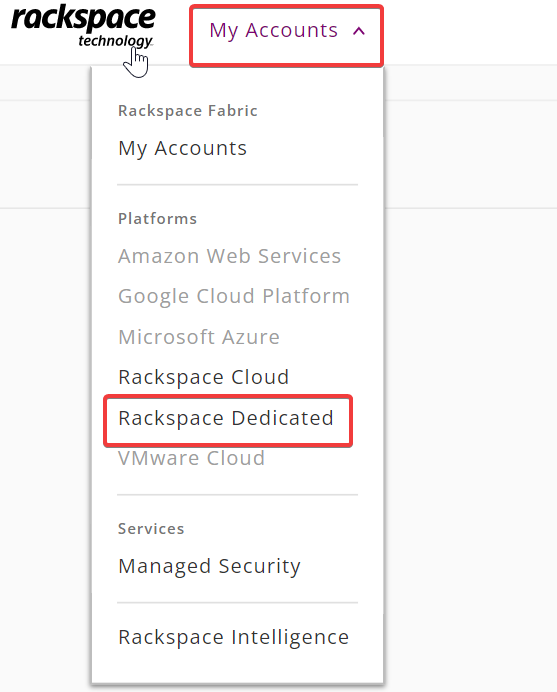 rackspace
technology
My Accounts
Rackspace Fabric
My Accounts
Platforms
Amazon Web Services
Google Cloud Platform
Microsoft Azure
Rackspace Cloud
Rackspace Dedicated
VMware Cloud
Services
Managed Security
Rackspace Intelligence